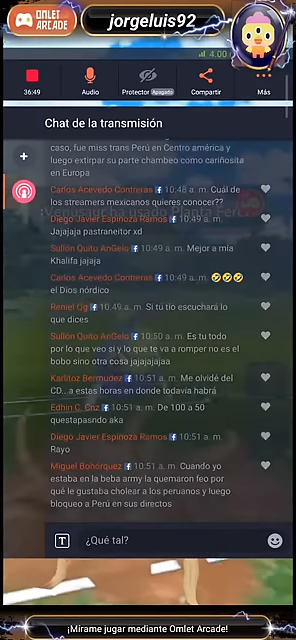 OMLET
ARCADE
jorgeluis92
4.00
36:49
Audio
Protector Apagado
Compartir
Más
Chat de la transmisión
caso, fue miss trans Perú en Centro américa y
luego extirpar su parte chambeo como cariñosita
en Europa
Carlos Acevedo Contreras 10:48 a. m. Cuál de
los streamers mexicanos quieres conocer??
Diego Javier Espinoza Ramos 10:49 a. m.
Jajajaja pastraneitor xd
Sullón Quito AnGelo 10:49 a. m. Mejor a mia
Khalifa jajaja
Carlos Acevedo Contreras 10:49 a. m. 🤣🤣🤣
el Dios nórdico
Reniel Qg 10:49 a. m. Si tú tío escuchará lo
que dices
Sullón Quito AnGelo 10:50 a. m. Es tu todo
por lo que veo si y lo que te va a romper no es el
bobo sino otra cosa jajajajajaa
Karlitoz Bermudez 10:51 a. m. Me olvidé del
CD...a estas horas en donde todavía habrá
Edhin C. Cnz 10:51 a. m. De 100 a 50
questapasndo aka
Diego Javier Espinoza Ramos 10:51 a. m.
Rayo
Miguel Bohórquez 10:51 a. m. Cuando yo
estaba en la beba army la quemaron feo por
qué le gustaba cholear a los peruanos y luego
bloqueo a Perú en sus directos
¿Qué tal?
¡Mírame jugar mediante Omlet Arcade!